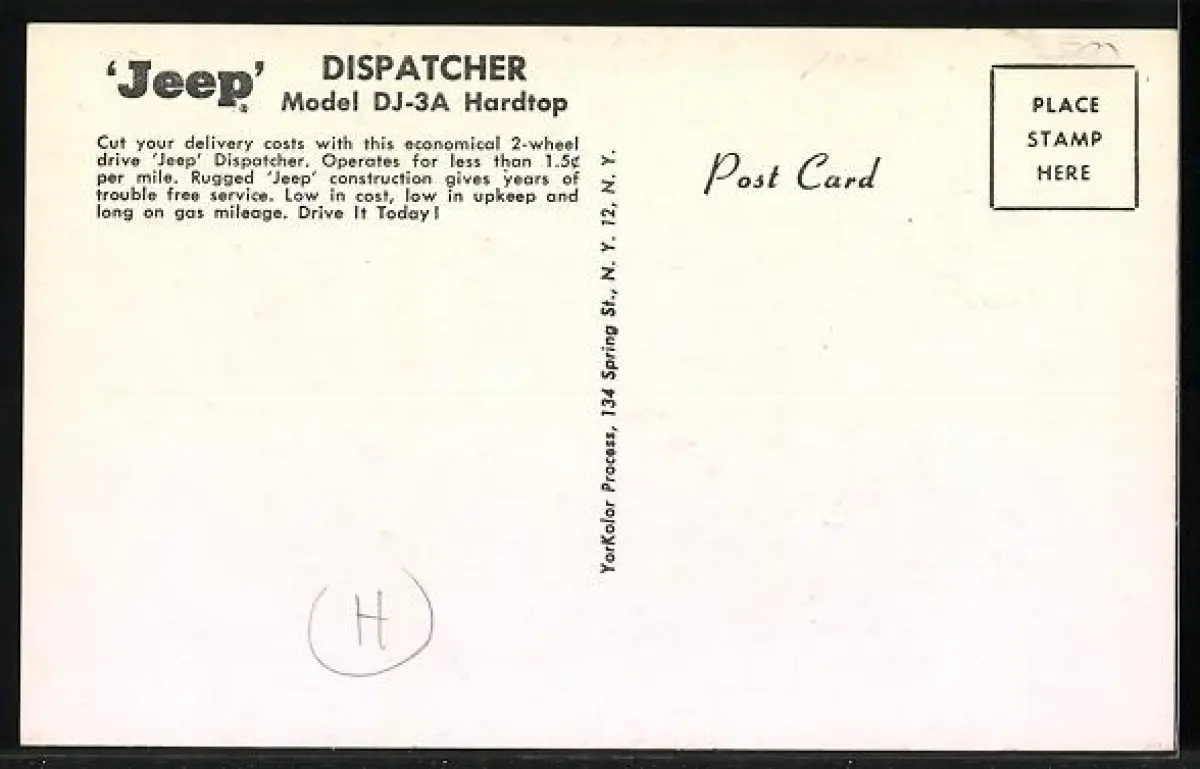 'Jeep'® DISPATCHER
Model DJ-3A Hardtop
Cut your delivery costs with this economical 2-wheel
drive 'Jeep' Dispatcher. Operates for less than 1.5¢
per mile. Rugged 'Jeep' construction gives years of
trouble free service. Low in cost, low in upkeep and
long on gas mileage. Drive It Today!
YorKolor Process, 134 Spring St., N. Y. 12, N. Y.
Post Card
PLACE
STAMP
HERE
H